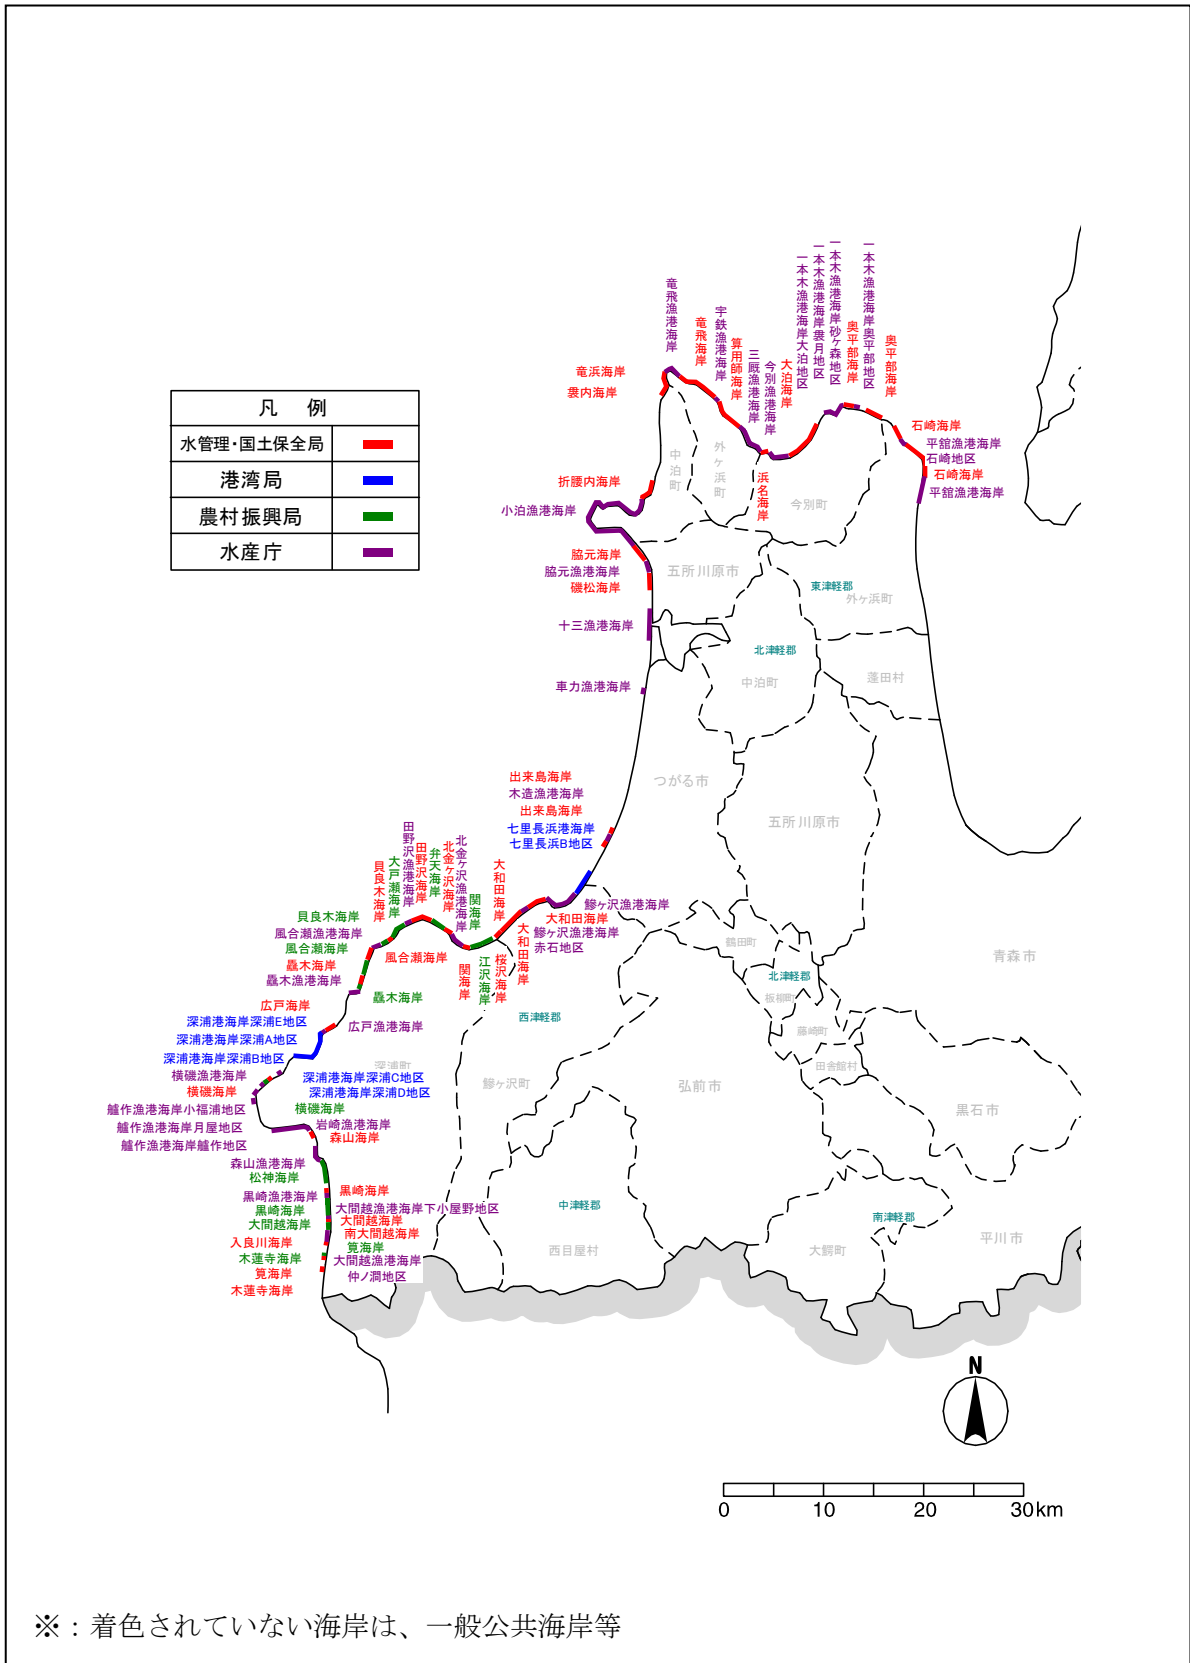 凡 例
水管理・国土保全局
港湾局
農村振興局
水産庁
竜飛漁港海岸
竜飛海岸
宇鉄漁港海岸
算用師海岸
三厩漁港海岸
今別漁港海岸
大泊海岸
一本木漁港海岸大泊地区
一本木漁港海岸袰月地区
一本木漁港海岸砂ヶ森地区
奥平部海岸
一本木漁港海岸奥平部地区
奥平部海岸
竜浜海岸
袰内海岸
石崎海岸
平舘漁港海岸
石崎地区
石崎海岸
平舘漁港海岸
浜名海岸
折腰内海岸
小泊漁港海岸
脇元海岸
脇元漁港海岸
磯松海岸
十三漁港海岸
車力漁港海岸
中泊町
外ヶ浜町
今別町
五所川原市
東津軽郡
外ヶ浜町
北津軽郡
中泊町
蓬田村
つがる市
五所川原市
出来島海岸
木造漁港海岸
出来島海岸
七里長浜港海岸
七里長浜B地区
貝良木海岸
大戸瀬海岸
田野沢漁港海岸
田野沢海岸
弁天海岸
北金ヶ沢海岸
北金ヶ沢漁港海岸
関海岸
大和田海岸
鰺ヶ沢漁港海岸
大和田海岸
鰺ヶ沢漁港海岸
赤石地区
大和田海岸
桜沢海岸
江沢海岸
関海岸
風合瀬海岸
貝良木海岸
風合瀬漁港海岸
風合瀬海岸
驫木海岸
驫木漁港海岸
驫木海岸
広戸海岸
広戸漁港海岸
深浦港海岸深浦E地区
深浦港海岸深浦A地区
深浦港海岸深浦B地区
深浦町
深浦港海岸深浦C地区
深浦港海岸深浦D地区
横磯漁港海岸
横磯海岸
横磯海岸
艫作漁港海岸小福浦地区
艫作漁港海岸月屋地区
艫作漁港海岸艫作地区
岩崎漁港海岸
森山海岸
森山漁港海岸
松神海岸
黒崎海岸
黒崎漁港海岸
大間越漁港海岸下小屋野地区
黒崎海岸
大間越海岸
大間越海岸
南大間越海岸
入良川海岸
筧海岸
木蓮寺海岸
大間越漁港海岸
仲ノ澗地区
筧海岸
木蓮寺海岸
鶴田町
北津軽郡
板柳町
藤崎町
田舎館村
青森市
西津軽郡
鰺ヶ沢町
弘前市
黒石市
中津軽郡
西目屋村
南津軽郡
大鰐町
平川市
N
0 10 20 30km
※：着色されていない海岸は、一般公共海岸等